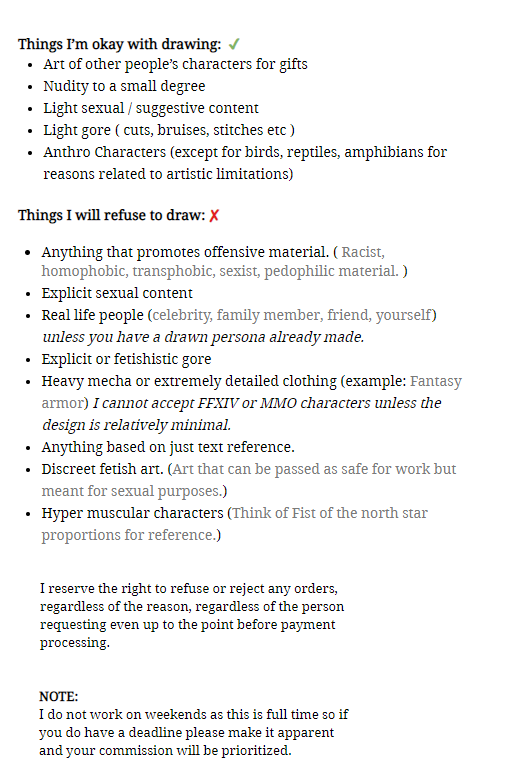 Things I'm okay with drawing: ✓
• Art of other people's characters for gifts
• Nudity to a small degree
• Light sexual / suggestive content
• Light gore ( cuts, bruises, stitches etc )
• Anthro Characters (except for birds, reptiles, amphibians for
reasons related to artistic limitations)
Things I will refuse to draw: ✗
• Anything that promotes offensive material. ( Racist,
homophobic, transphobic, sexist, pedophilic material. )
• Explicit sexual content
• Real life people (celebrity, family member, friend, yourself)
unless you have a drawn persona already made.
• Explicit or fetishistic gore
• Heavy mecha or extremely detailed clothing (example: Fantasy
armor) I cannot accept FFXIV or MMO characters unless the
design is relatively minimal.
• Anything based on just text reference.
• Discreet fetish art. (Art that can be passed as safe for work but
meant for sexual purposes.)
• Hyper muscular characters (Think of Fist of the north star
proportions for reference.)
I reserve the right to refuse or reject any orders,
regardless of the reason, regardless of the person
requesting even up to the point before payment
processing.
NOTE:
I do not work on weekends as this is full time so if
you do have a deadline please make it apparent
and your commission will be prioritized.